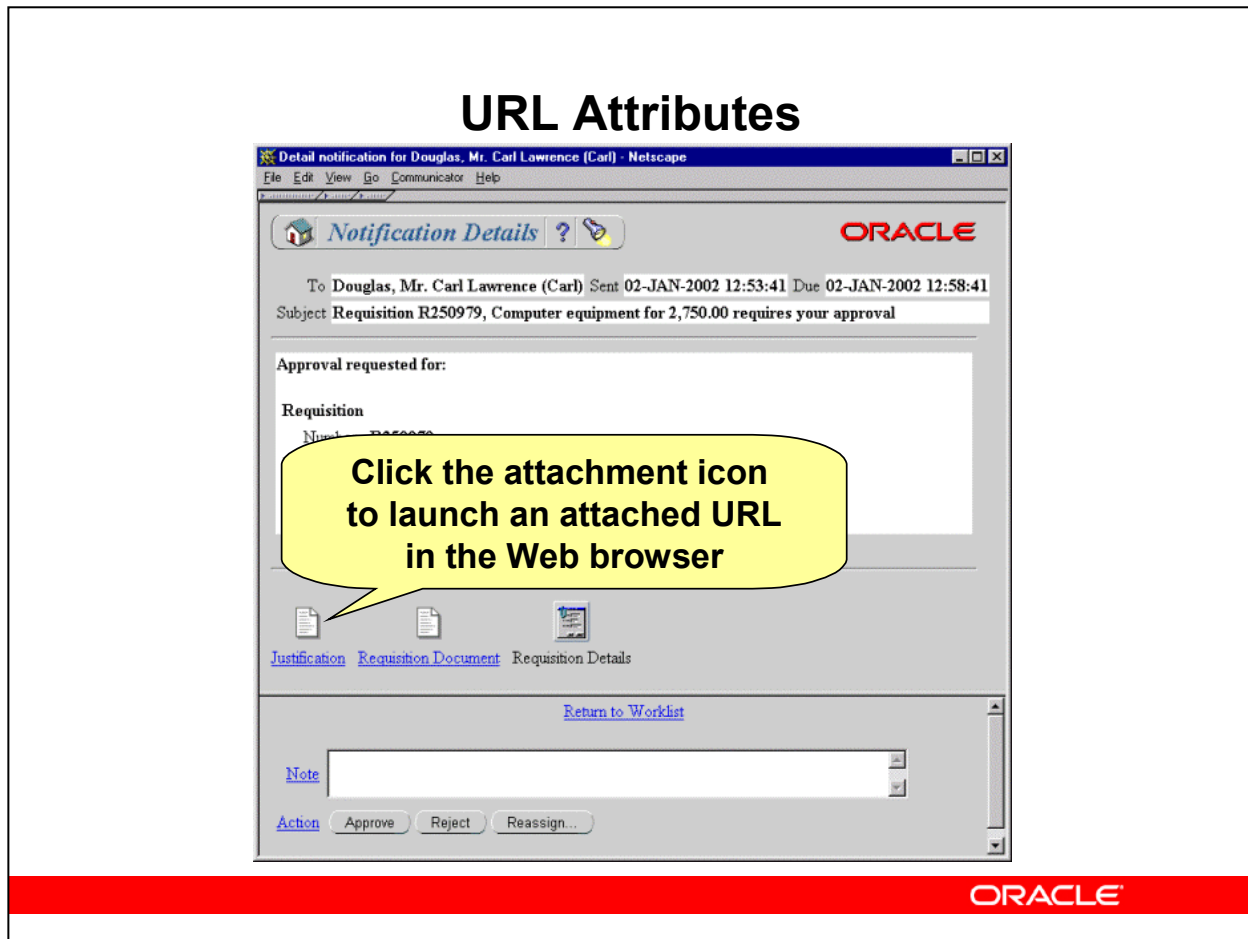 URL Attributes
Detail notification for Douglas, Mr. Carl Lawrence (Carl) - Netscape
File Edit View Go Communicator Help
Notification Details ? ORACLE
To Douglas, Mr. Carl Lawrence (Carl) Sent 02-JAN-2002 12:53:41 Due 02-JAN-2002 12:58:41
Subject Requisition R250979, Computer equipment for 2,750.00 requires your approval
Approval requested for:
Requisition
Click the attachment icon
to launch an attached URL
in the Web browser
Justification Requisition Document Requisition Details
Return to Worklist
Note
Action Approve Reject Reassign...
ORACLE